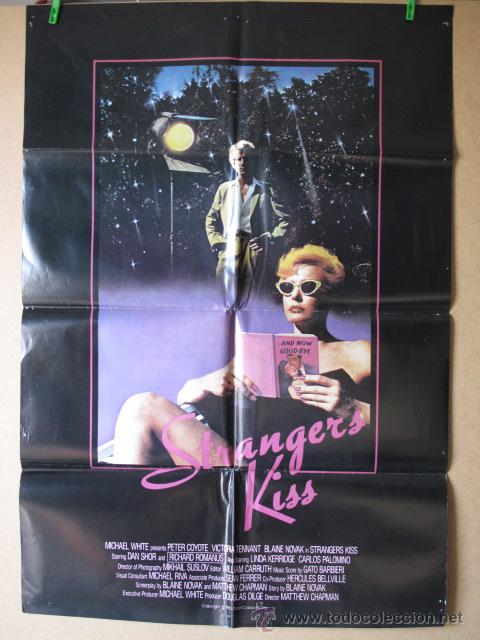 ...AND NOW
GOOD-BYE
Strangers
Kiss
MICHAEL WHITE presents PETER COYOTE VICTORIA TENNANT BLAINE NOVAK in STRANGERS KISS
Starring DAN SHOR and RICHARD ROMANUS Also starring LINDA KERRIDGE CARLOS PALOMINO
Director of Photography MIKHAIL SUSLOV Editor WILLIAM CARRUTH Music Score by GATO BARBIERI
Visual Consultant MICHAEL RIVA Associate Producer SEAN FERRER Co-Producer HERCULES BELLVILLE
Screenplay by BLAINE NOVAK and MATTHEW CHAPMAN Story by BLAINE NOVAK
Executive Producer MICHAEL WHITE Producer DOUGLAS DILGE Director MATTHEW CHAPMAN
Copyright ©
www.todocoleccion.net